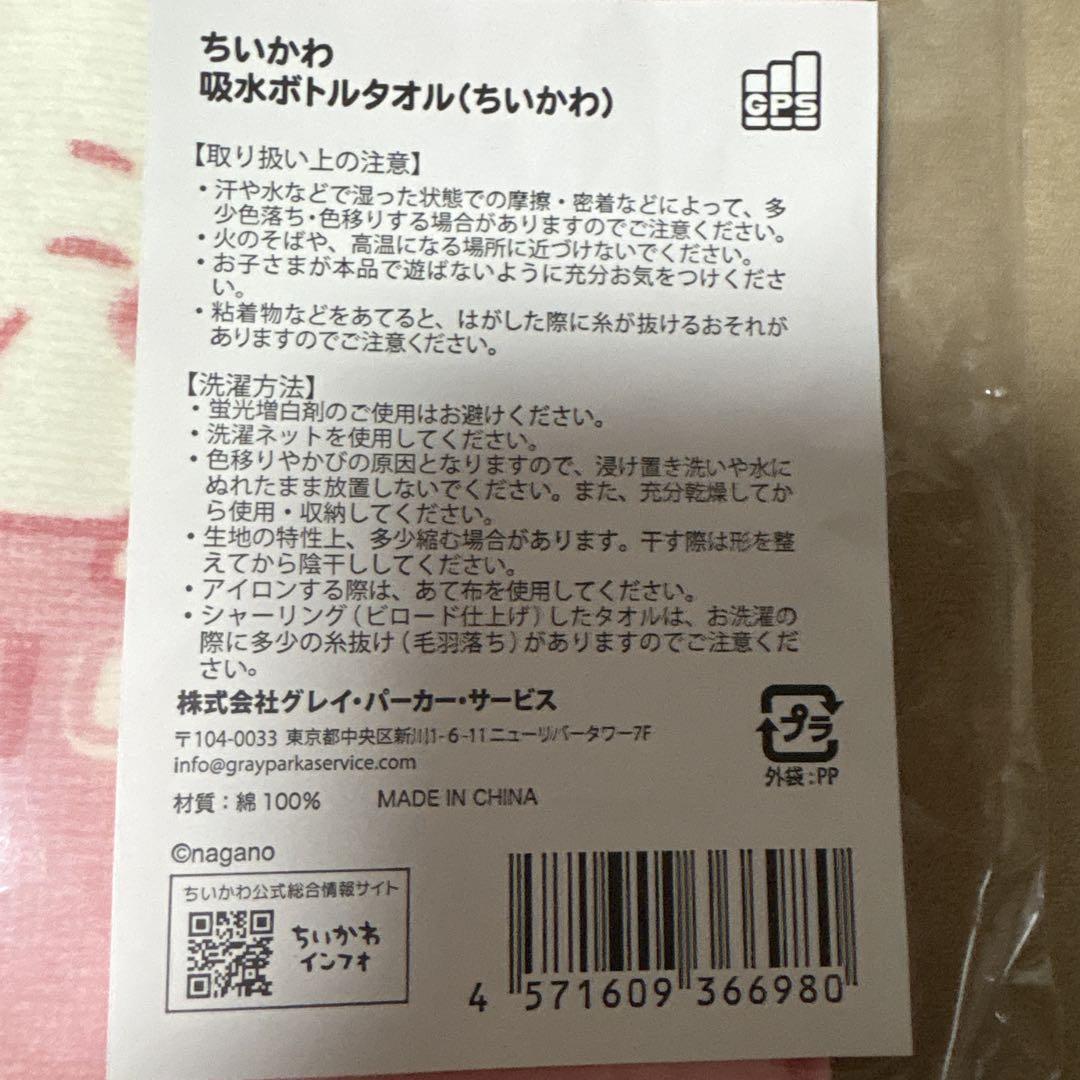 ちいかわ
吸水ボトルタオル(ちいかわ)
GPS
【取り扱い上の注意】
・汗や水などで湿った状態での摩擦・密着などによって、多
少色落ち・色移りする場合がありますのでご注意ください。
・火のそばや、高温になる場所に近づけないでください。
・お子さまが本品で遊ばないように充分お気をつけくださ
い。
・粘着物などをあてると、はがした際に糸が抜けるおそれが
ありますのでご注意ください。
【洗濯方法】
・蛍光増白剤のご使用はお避けください。
・洗濯ネットを使用してください。
・色移りやかびの原因となりますので、浸け置き洗いや水に
ぬれたまま放置しないでください。また、充分乾燥してか
ら使用・収納してください。
・生地の特性上、多少縮む場合があります。干す際は形を整
えてから陰干ししてください。
・アイロンする際は、あて布を使用してください。
・シャーリング(ビロード仕上げ)したタオルは、お洗濯の
際に多少の糸抜け(毛羽落ち)がありますのでご注意くだ
さい。
株式会社グレイ・パーカー・サービス
〒104-0033 東京都中央区新川1-6-11 ニューリバータワー7F
info@grayparkaservice.com
プラ
外袋:PP
材質:綿100% MADE IN CHINA
©nagano
ちいかわ公式総合情報サイト
ちいかわ
インフォ
4 571609 366980